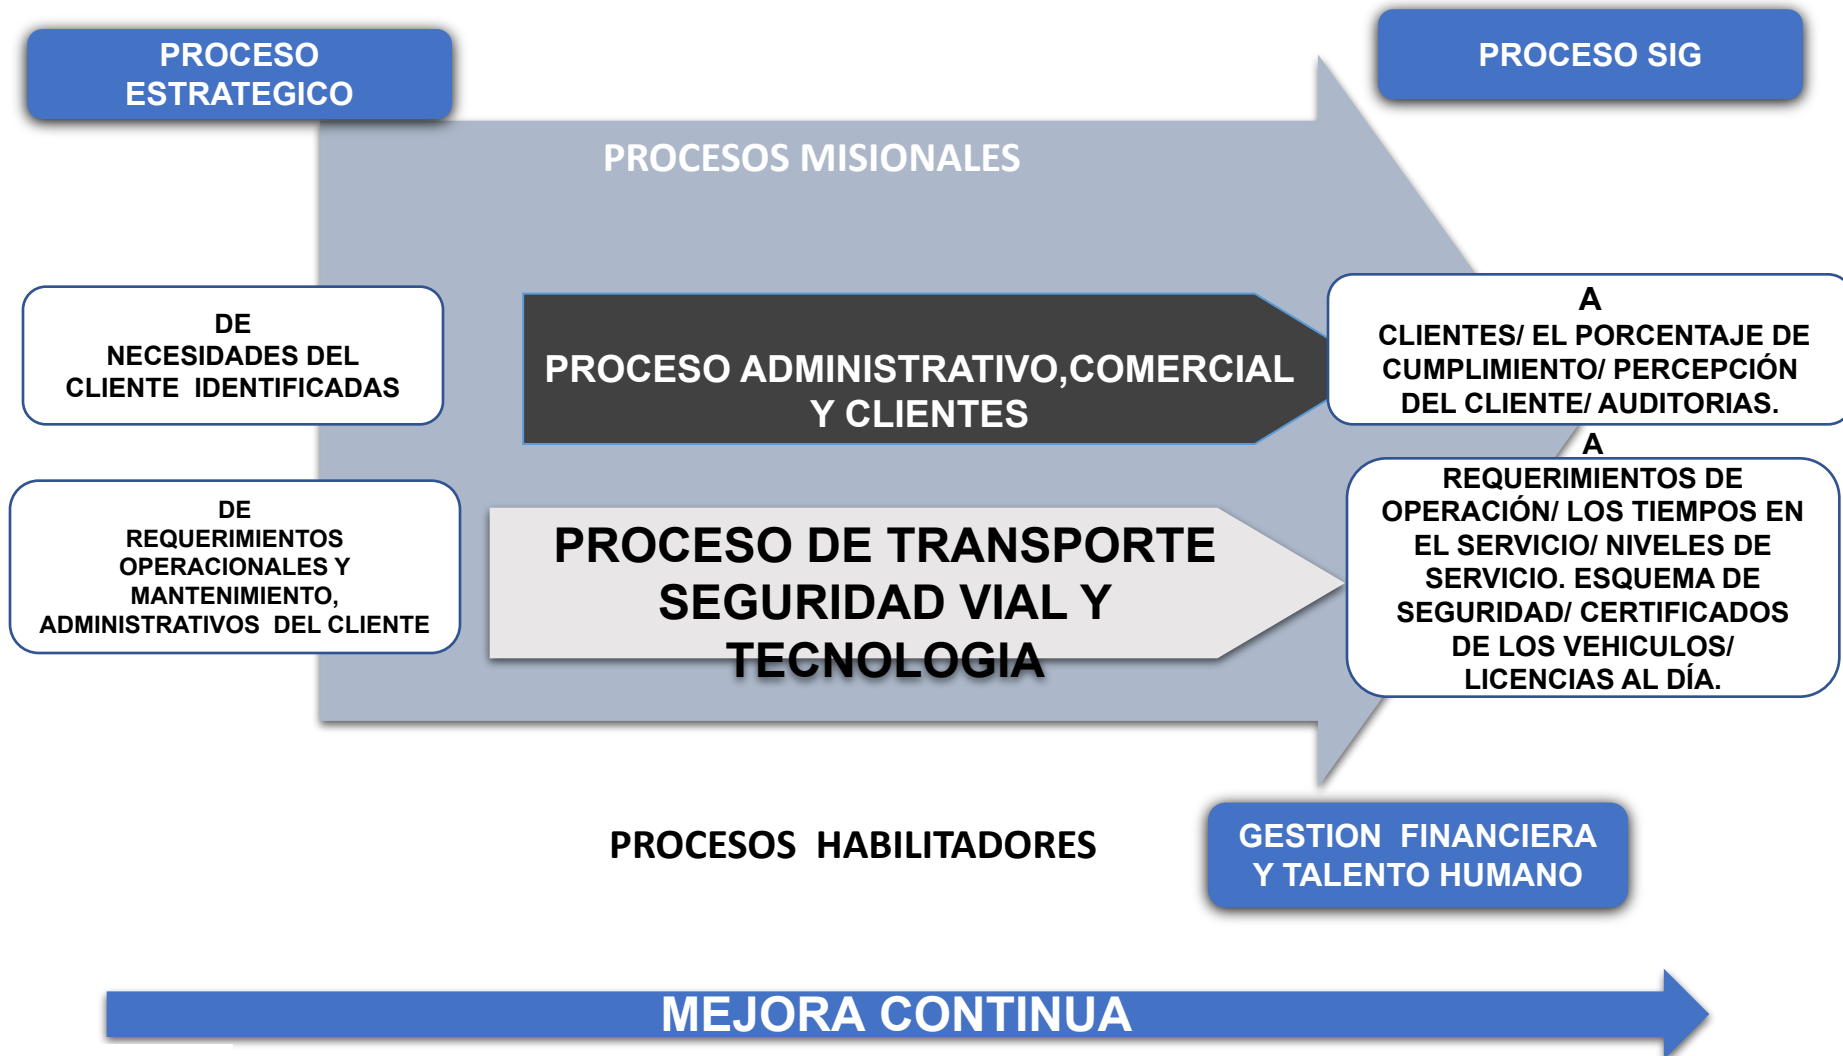 PROCESO
ESTRATEGICO
PROCESO SIG
PROCESOS MISIONALES
DE
NECESIDADES DEL
CLIENTE IDENTIFICADAS
PROCESO ADMINISTRATIVO,COMERCIAL
Y CLIENTES
A
CLIENTES/ EL PORCENTAJE DE
CUMPLIMIENTO/ PERCEPCIÓN
DEL CLIENTE/ AUDITORIAS.
DE
REQUERIMIENTOS
OPERACIONALES Y
MANTENIMIENTO,
ADMINISTRATIVOS DEL CLIENTE
PROCESO DE TRANSPORTE
SEGURIDAD VIAL Y
TECNOLOGIA
A
REQUERIMIENTOS DE
OPERACIÓN/ LOS TIEMPOS EN
EL SERVICIO/ NIVELES DE
SERVICIO. ESQUEMA DE
SEGURIDAD/ CERTIFICADOS
DE LOS VEHICULOS/
LICENCIAS AL DÍA.
PROCESOS HABILITADORES
GESTION FINANCIERA
Y TALENTO HUMANO
MEJORA CONTINUA